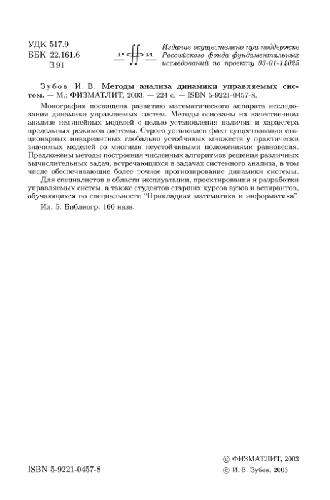 УДК 517.9
ББК 22.161.6
З 91
Издание осуществлено при поддержке
Российского фонда фундаментальных
исследований по проекту 03-01-14025
Зубов И. В. Методы анализа динамики управляемых сис-
тем. — М.: ФИЗМАТЛИТ, 2003. — 224 с. — ISBN 5-9221-0457-8.
Монография посвящена развитию математического аппарата исследо-
вания динамики управляемых систем. Методы основаны на качественном
анализе нелинейных моделей с целью установления наличия и характера
предельных режимов системы. Строго установлен факт существования ста-
ционарных инвариантных глобально устойчивых множеств у практически
значимых моделей со многими неустойчивыми положениями равновесия.
Предложены методы построения численных алгоритмов решения различных
вычислительных задач, встречающихся в задачах системного анализа, в том
числе обеспечивающие более точное прогнозирование динамики системы.
Для специалистов в области эксплуатации, проектирования и разработки
управляемых систем, а также студентов старших курсов вузов и аспирантов,
обучающихся по специальности "Прикладная математика и информатика".
Ил. 5. Библиогр. 160 назв.
ISBN 5-9221-0457-8
© ФИЗМАТЛИТ, 2003
© И. В. Зубов, 2003